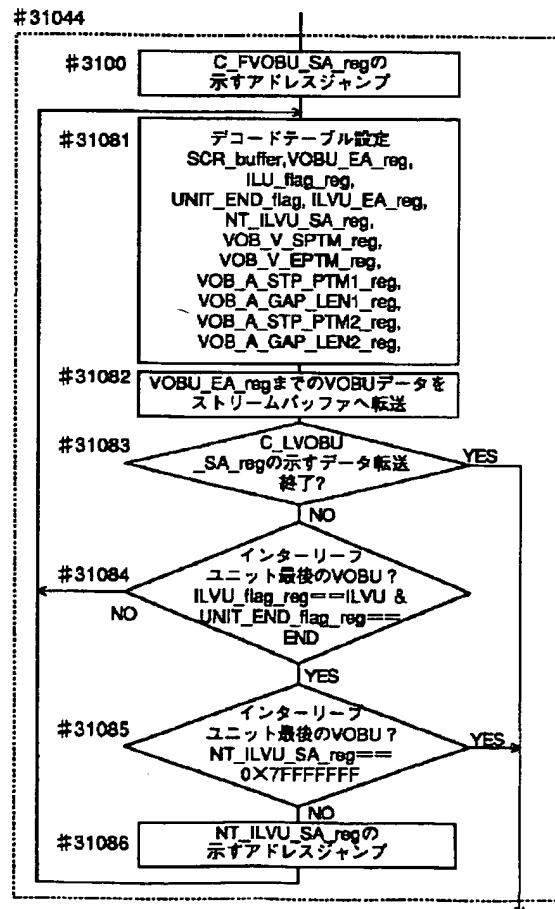 #31044
#3100
C_FVOBU_SA_regの
示すアドレスジャンプ
#31081
デコードテーブル設定
SCR_buffer,VOBU_EA_reg,
ILU_flag_reg,
UNIT_END_flag, ILVU_EA_reg,
NT_ILVU_SA_reg,
VOB_V_SPTM_reg,
VOB_V_EPTM_reg,
VOB_A_STP_PTM1_reg,
VOB_A_GAP_LEN1_reg,
VOB_A_STP_PTM2_reg,
VOB_A_GAP_LEN2_reg,
#31082
VOBU_EA_regまでのVOBUデータを
ストリームバッファへ転送
#31083
C_LVOBU
_SA_regの示すデータ転送
終了?
YES
NO
#31084
インターリーブ
ユニット最後のVOBU?
ILVU_flag_reg==ILVU &
UNIT_END_flag_reg==
END
NO
YES
#31085
インターリーブ
ユニット最後のVOBU?
NT_ILVU_SA_reg==
0×7FFFFFFF
YES
NO
#31086
NT_ILVU_SA_regの
示すアドレスジャンプ